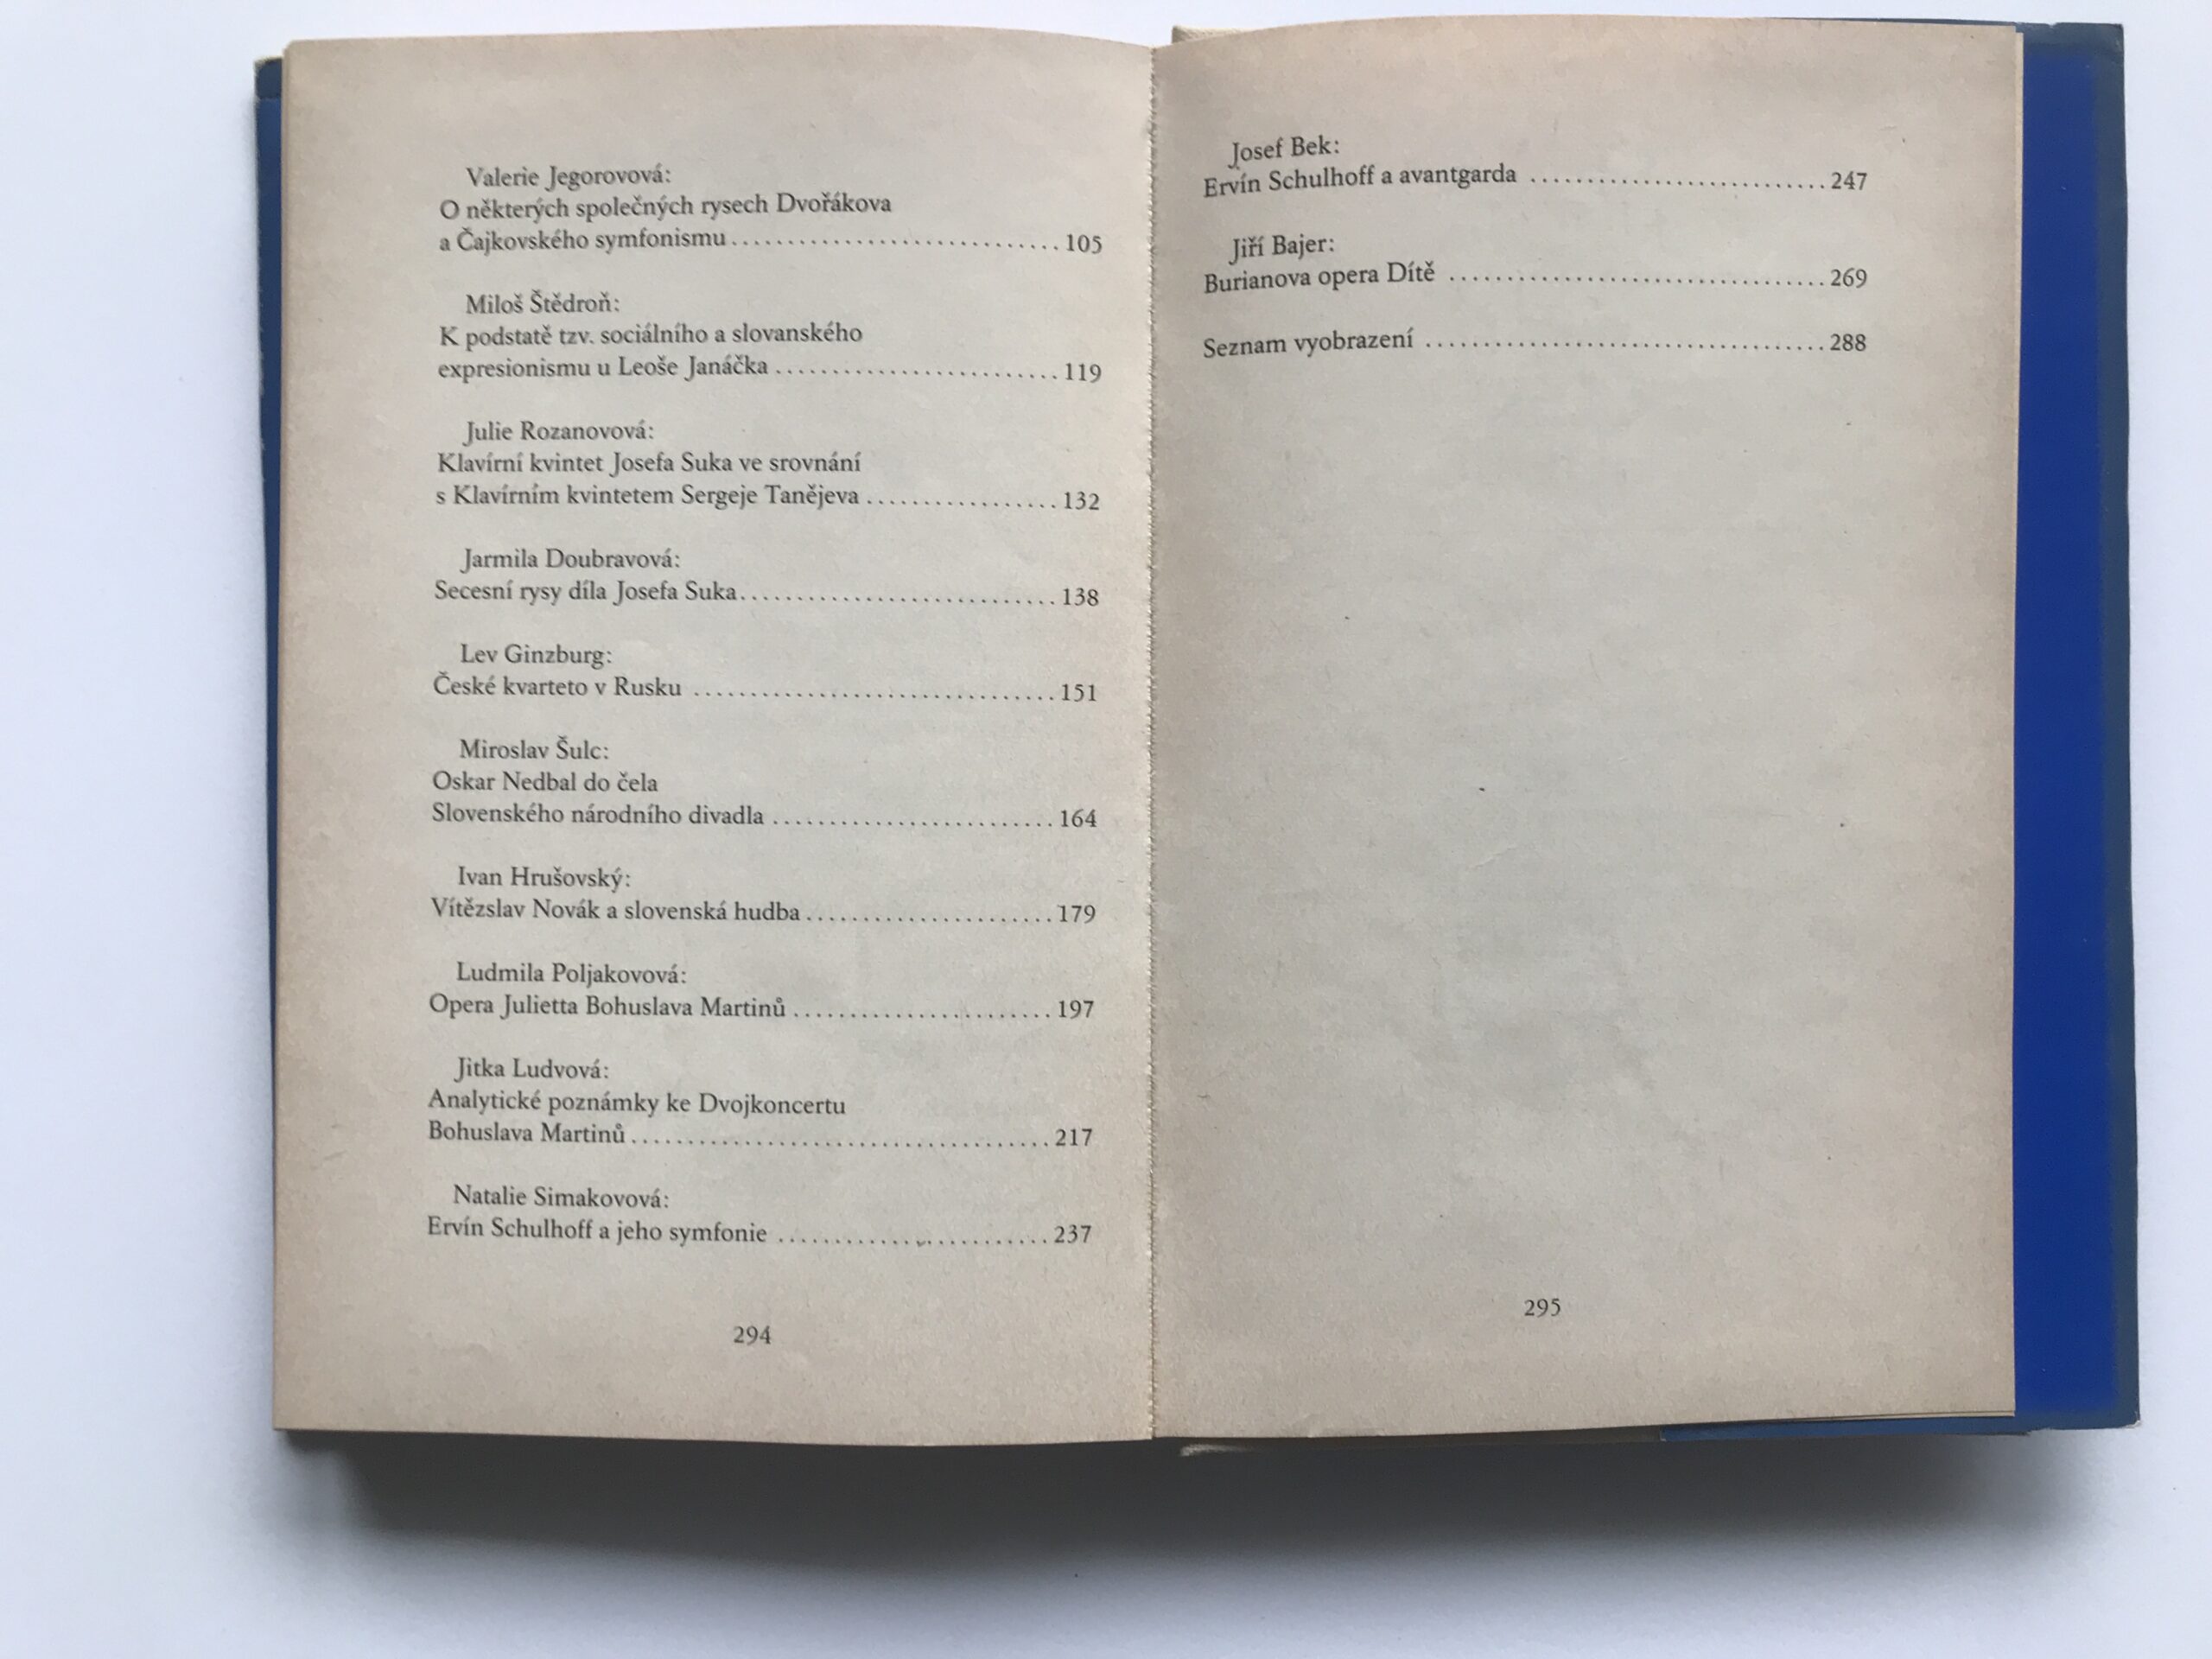 Valerie Jegorovová:
O některých společných rysech Dvořákova
a Čajkovského symfonismu.............................105
Miloš Štědroň:
K podstatě tzv. sociálního a slovanského
expresionismu u Leoše Janáčka.........................119
Julie Rozanovová:
Klavírní kvintet Josefa Suka ve srovnání
s Klavírním kvintetem Sergeje Tanějeva.................132
Jarmila Doubravová:
Secesní rysy díla Josefa Suka............................138
Lev Ginzburg:
České kvarteto v Rusku ................................151
Miroslav Šulc:
Oskar Nedbal do čela
Slovenského národního divadla .........................164
Ivan Hrušovský:
Vítězslav Novák a slovenská hudba......................179
Ludmila Poljakovová:
Opera Julietta Bohuslava Martinů.......................197
Jitka Ludvová:
Analytické poznámky ke Dvojkoncertu
Bohuslava Martinů.....................................217
Natalie Simakovová:
Ervín Schulhoff a jeho symfonie ........................237
294
Josef Bek:
Ervín Schulhoff a avantgarda ..........................247
Jiří Bajer:
Burianova opera Dítě .................................269
Seznam vyobrazení ...................................288
295